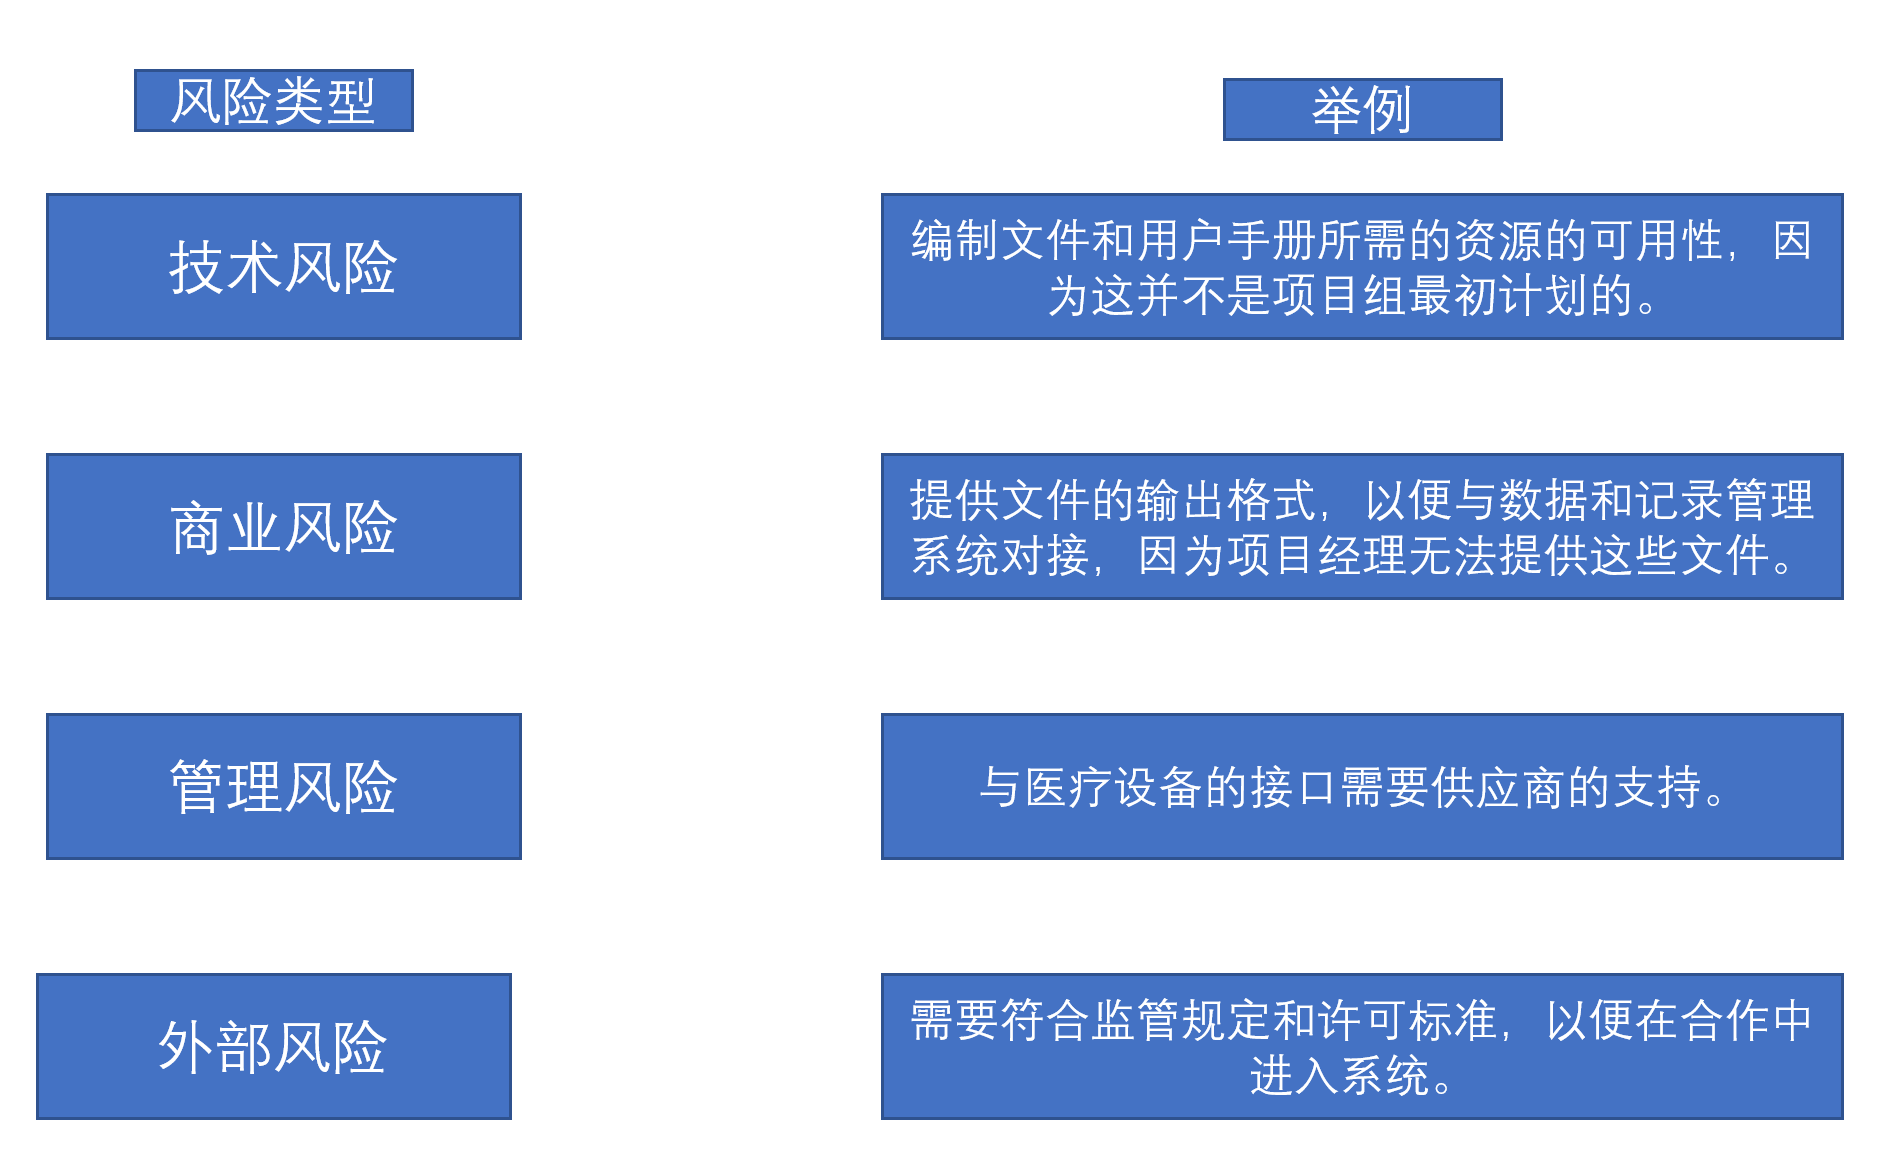 风险类型
举例
技术风险
编制文件和用户手册所需的资源的可用性，因
为这并不是项目组最初计划的。
商业风险
提供文件的输出格式，以便与数据和记录管理
系统对接，因为项目经理无法提供这些文件。
管理风险
与医疗设备的接口需要供应商的支持。
外部风险
需要符合监管规定和许可标准，以便在合作中
进入系统。